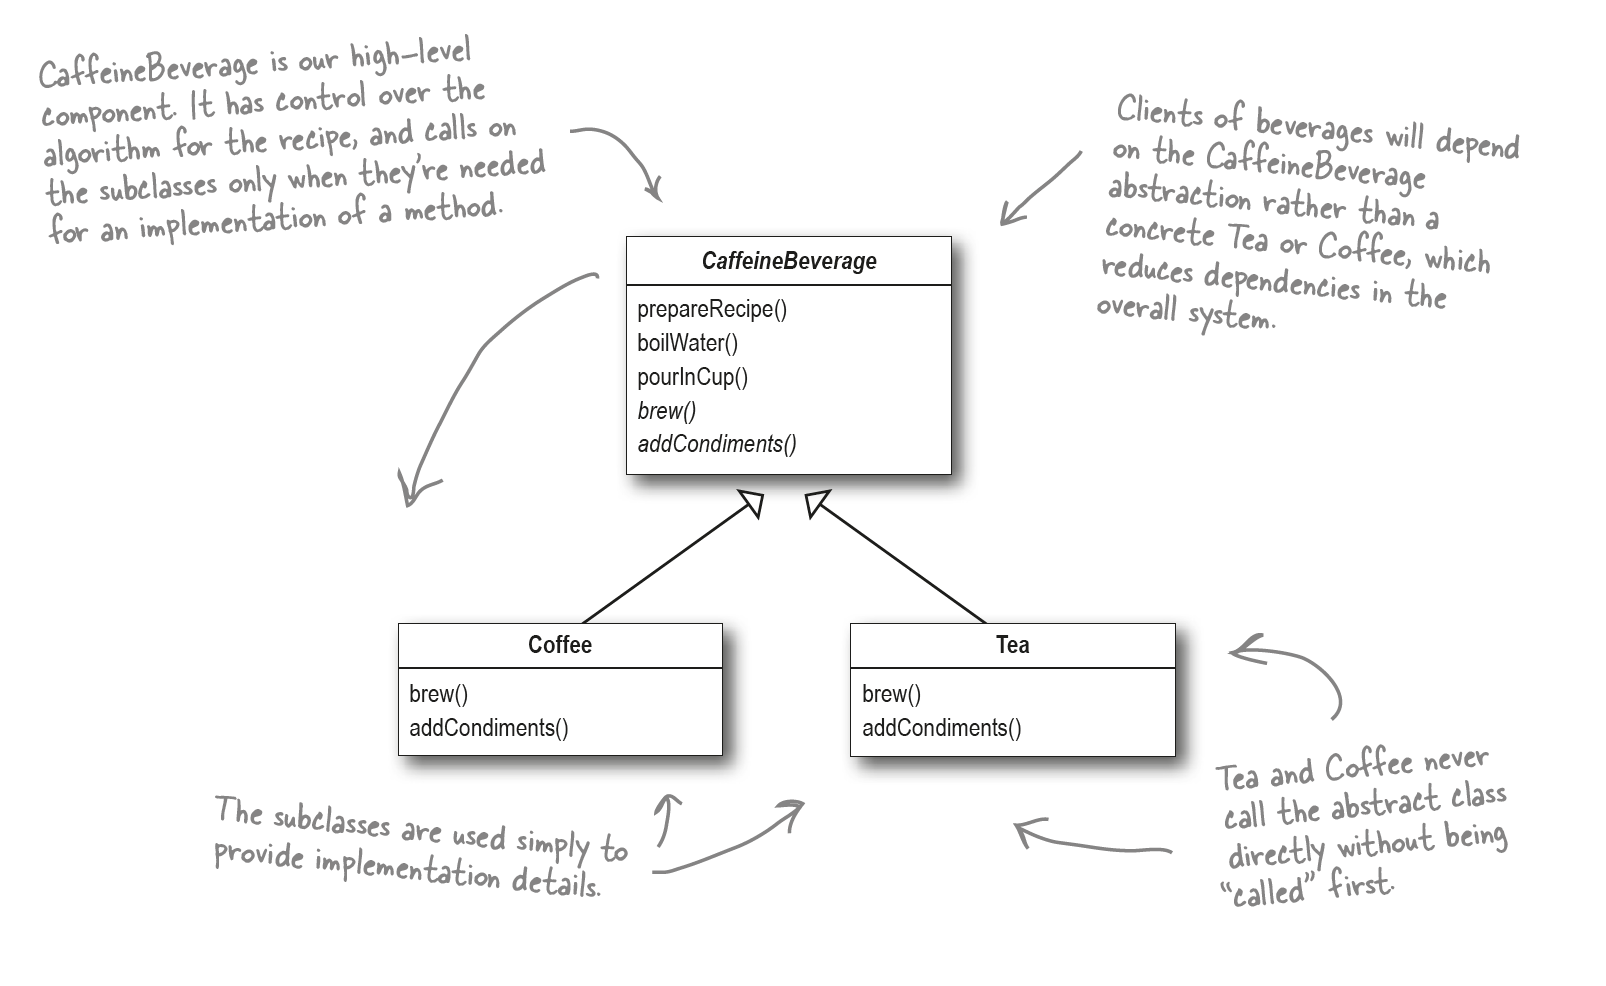 CaffeineBeverage is our high-level
component. It has control over the
algorithm for the recipe, and calls on
the subclasses only when they're needed
for an implementation of a method.
Clients of beverages will depend
on the CaffeineBeverage
abstraction rather than a
concrete Tea or Coffee, which
reduces dependencies in the
overall system.
CaffeineBeverage
prepareRecipe()
boilWater()
pourInCup()
brew()
addCondiments()
Coffee
brew()
addCondiments()
Tea
brew()
addCondiments()
The subclasses are used simply to
provide implementation details.
Tea and Coffee never
call the abstract class
directly without being
“called” first.